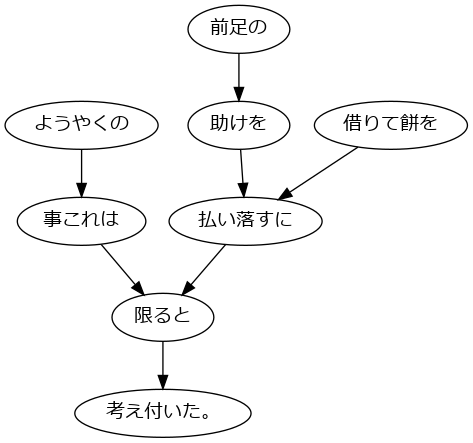 前足の
ようやくの
助けを
借りて餅を
事これは
払い落すに
限ると
考え付いた。